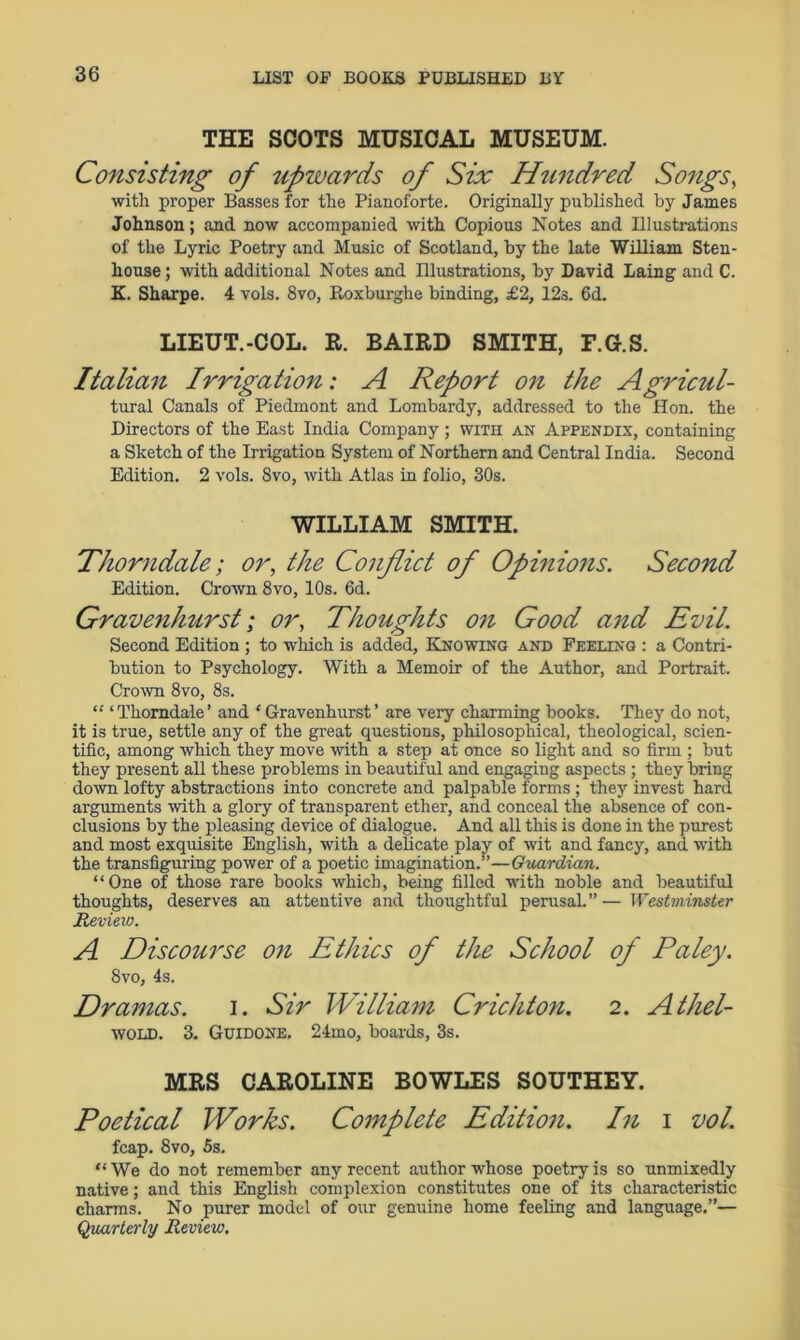 36
LIST OF BOOKS PUBLISHED BY
THE SCOTS MUSICAL MUSEUM.
Consisting of upwards of Six Hundred Songs,
with proper Basses for the Pianoforte. Originally published by James
Johnson; and now accompanied with Copious Notes and Illustrations
of the Lyric Poetry and Music of Scotland, by the late William Sten-
house; with additional Notes and Illustrations, by David Laing and C.
K. Sharpe. 4 vols. 8vo, Roxburghe binding, £2, 12s. 6d.
LIEUT.-COL. R. BAIRD SMITH, F.G.S.
Italian Irrigation: A Report on the Agricul-
tural Canals of Piedmont and Lombardy, addressed to the Hon. the
Directors of the East India Company; WITH AN APPENDIX, containing
a Sketch of the Irrigation System of Northern and Central India. Second
Edition. 2 vols. 8vo, with Atlas in folio, 30s.
WILLIAM SMITH.
Thorndale; or, the Conflict of Opinions. Second
Edition. Crown 8vo, 10s. 6d.
Gravenhurst; or, Thoughts on Good and Evil.
Second Edition; to which is added, KNOWING AND FEELING: a Contri-
bution to Psychology. With a Memoir of the Author, and Portrait.
Crown 8vo, 8s.
“ ‘Thorndale’ and ‘Gravenhurst’ are very charming books. They do not,
it is true, settle any of the great questions, philosophical, theological, scien-
tific, among which they move with a step at once so light and so firm; but
they present all these problems in beautiful and engaging aspects; they bring
down lofty abstractions into concrete and palpable forms; they invest hard
arguments with a glory of transparent ether, and conceal the absence of con-
clusions by the pleasing device of dialogue. And all this is done in the purest
and most exquisite English, with a delicate play of wit and fancy, and with
the transfiguring power of a poetic imagination.”—Guardian.
“One of those rare books which, being filled with noble and beautiful
thoughts, deserves an attentive and thoughtful perusal.” — Westminster
Review.
A Discourse on Ethics of the School of Paley.
8vo, 4s.
Dramas. 1. Sir William Crichton. 2. Athel-
WOLD. 3. GUIDONE. 24mo, boards, 3s.
MRS CAROLINE BOWLES SOUTHEY.
Poetical Works. Complete Edition. In 1 vol.
fcap. 8vo, 5s.
“We do not remember any recent author whose poetry is so unmixedly
native; and this English complexion constitutes one of its characteristic
charms. No purer model of our genuine home feeling and language.”—
Quarterly Review.